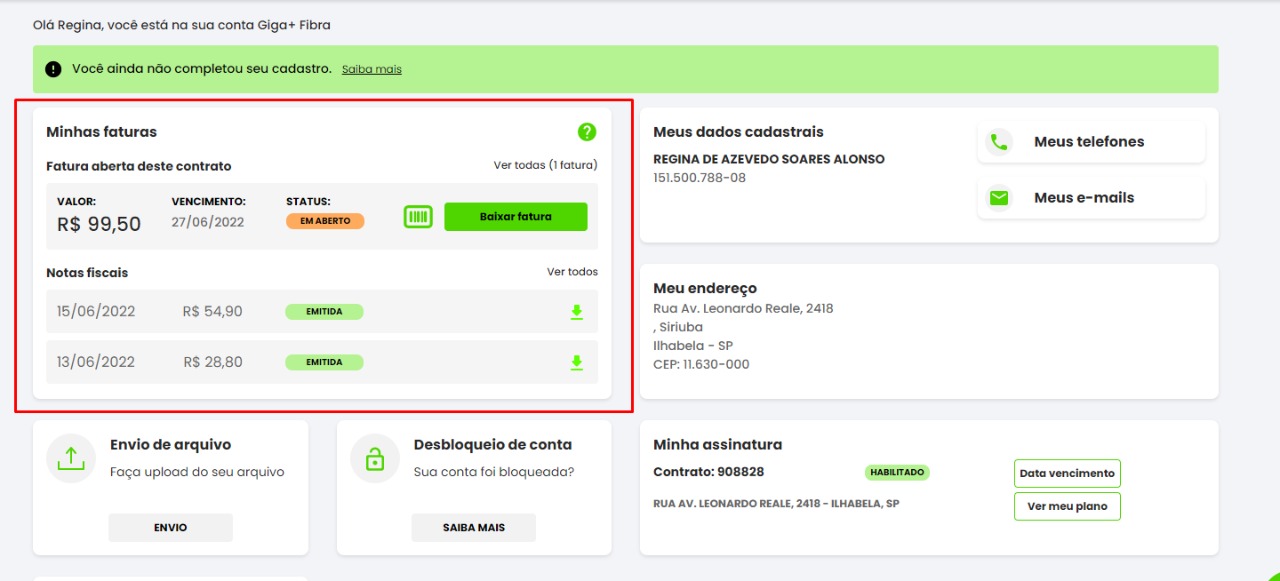 Olá Regina, você está na sua conta Giga+ Fibra
! Você ainda não completou seu cadastro. Saiba mais
Minhas faturas ?
Fatura aberta deste contrato Ver todas (1 fatura)
VALOR: VENCIMENTO: STATUS:
R$ 99,50 27/06/2022 EM ABERTO Baixar fatura
Notas fiscais Ver todos
15/06/2022 R$ 54,90 EMITIDA
13/06/2022 R$ 28,80 EMITIDA
Meus dados cadastrais
REGINA DE AZEVEDO SOARES ALONSO
151.500.788-08
Meus telefones
Meus e-mails
Meu endereço
Rua Av. Leonardo Reale, 2418
, Siriuba
Ilhabela - SP
CEP: 11.630-000
Envio de arquivo
Faça upload do seu arquivo
ENVIO
Desbloqueio de conta
Sua conta foi bloqueada?
SAIBA MAIS
Minha assinatura
Contrato: 908828 HABILITADO Data vencimento
RUA AV. LEONARDO REALE, 2418 - ILHABELA, SP Ver meu plano